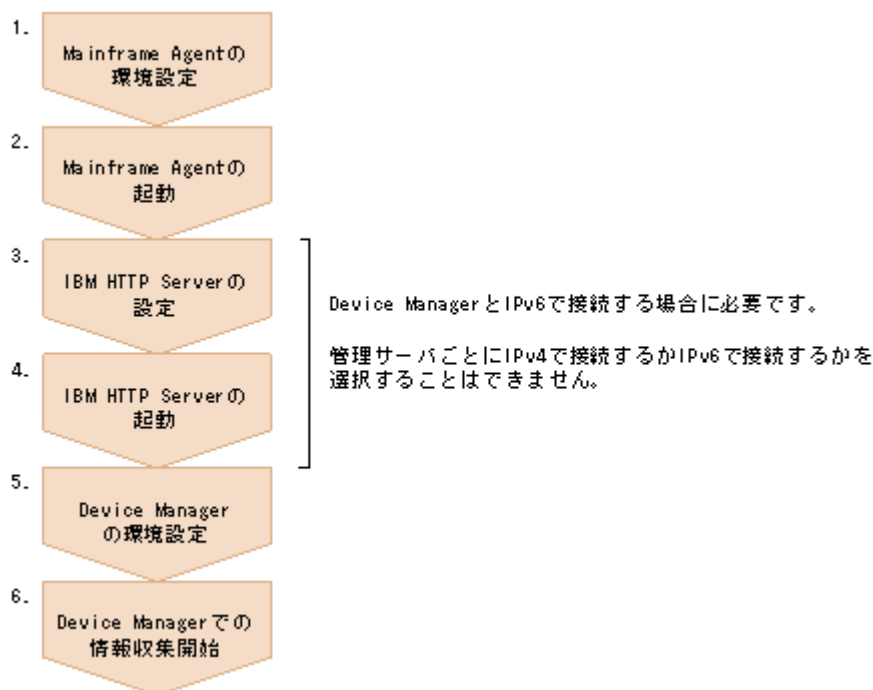 1.
Mainframe Agentの
環境設定
2.
Mainframe Agentの
起動
3.
IBM HTTP Serverの
設定
4.
IBM HTTP Serverの
起動
Device ManagerとIPv6で接続する場合に必要です。
管理サーバごとにIPv4で接続するかIPv6で接続するかを
選択することはできません。
5.
Device Manager
の環境設定
6.
Device Managerでの
情報収集開始